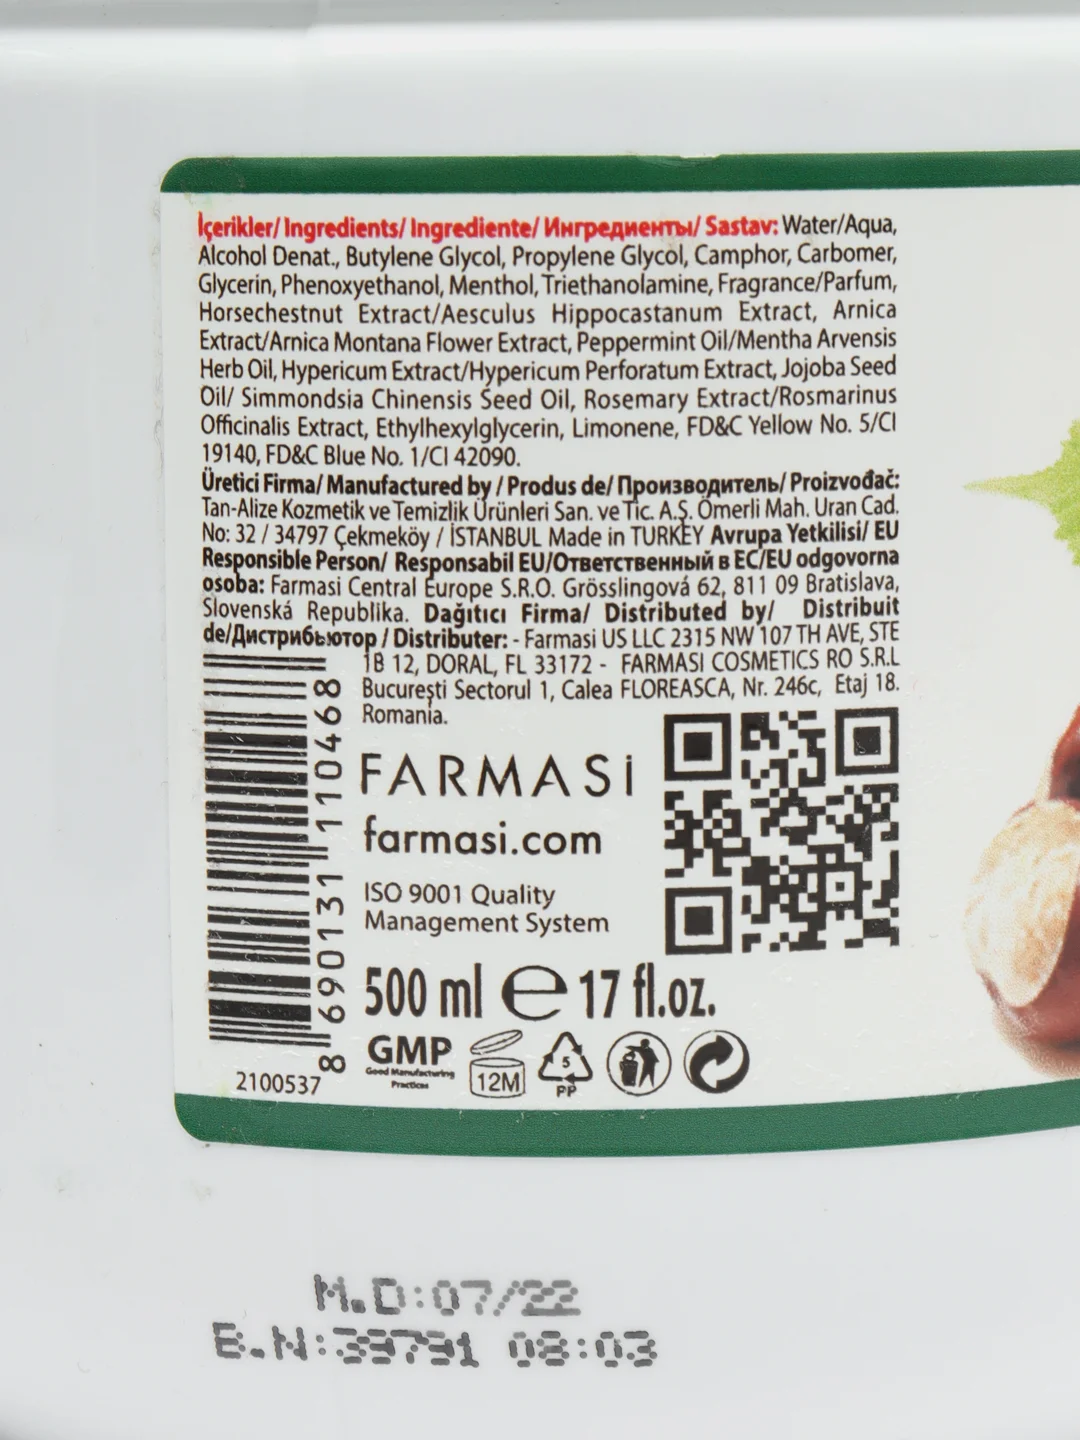 İçerikler/ Ingredients/ Ingrediente/ Ингредиенты/ Sastav: Water/Aqua,
Alcohol Denat., Butylene Glycol, Propylene Glycol, Camphor, Carbomer,
Glycerin, Phenoxyethanol, Menthol, Triethanolamine, Fragrance/Parfum,
Horsechestnut Extract/Aesculus Hippocastanum Extract, Arnica
Extract/Arnica Montana Flower Extract, Peppermint Oil/Mentha Arvensis
Herb Oil, Hypericum Extract/Hypericum Perforatum Extract, Jojoba Seed
Oil/ Simmondsia Chinensis Seed Oil, Rosemary Extract/Rosmarinus
Officinalis Extract, Ethylhexylglycerin, Limonene, FD&C Yellow No. 5/CI
19140, FD&C Blue No. 1/CI 42090.
Üretici Firma/ Manufactured by / Produs de/ Производитель/ Proizvođač:
Tan-Alize Kozmetik ve Temizlik Ürünleri San. ve Tic. A.Ş. Ömerli Mah. Uran Cad.
No: 32 / 34797 Çekmeköy / İSTANBUL Made in TURKEY Avrupa Yetkilisi/ EU
Responsible Person/ Responsabil EU/Ответственный в ЕС/EU odgovorna
osoba: Farmasi Central Europe S.R.O. Grösslingová 62, 811 09 Bratislava,
Slovenská Republika. Dağıtıcı Firma/ Distributed by/ Distribuit
de/Дистрибьютор / Distributer: - Farmasi US LLC 2315 NW 107 TH AVE, STE
1B 12, DORAL, FL 33172 - FARMASI COSMETICS RO S.R.L
Bucureşti Sectorul 1, Calea FLOREASCA, Nr. 246c, Etaj 18.
Romania.
8 690131 110468
FARMASi
farmasi.com
ISO 9001 Quality
Management System
500 ml e 17 fl.oz.
GMP
Good Manufacturing
Practices
12M
5
PP
2100537
M.D:07/22
B.N:39791 08:03